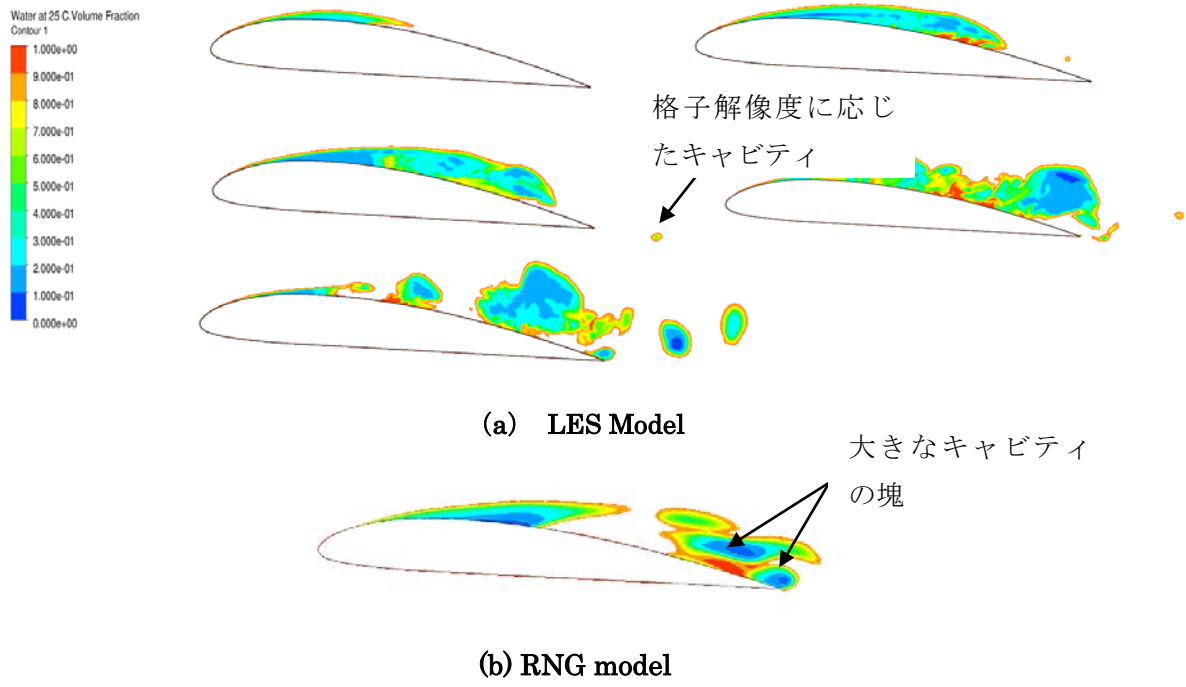 Water at 25 C.Volume Fraction
Contour 1
1.000e+00
9.000e-01
8.000e-01
7.000e-01
6.000e-01
5.000e-01
4.000e-01
3.000e-01
2.000e-01
1.000e-01
0.000e+00
格子解像度に応じ
たキャビティ
(a) LES Model
大きなキャビティ
の塊
(b) RNG model